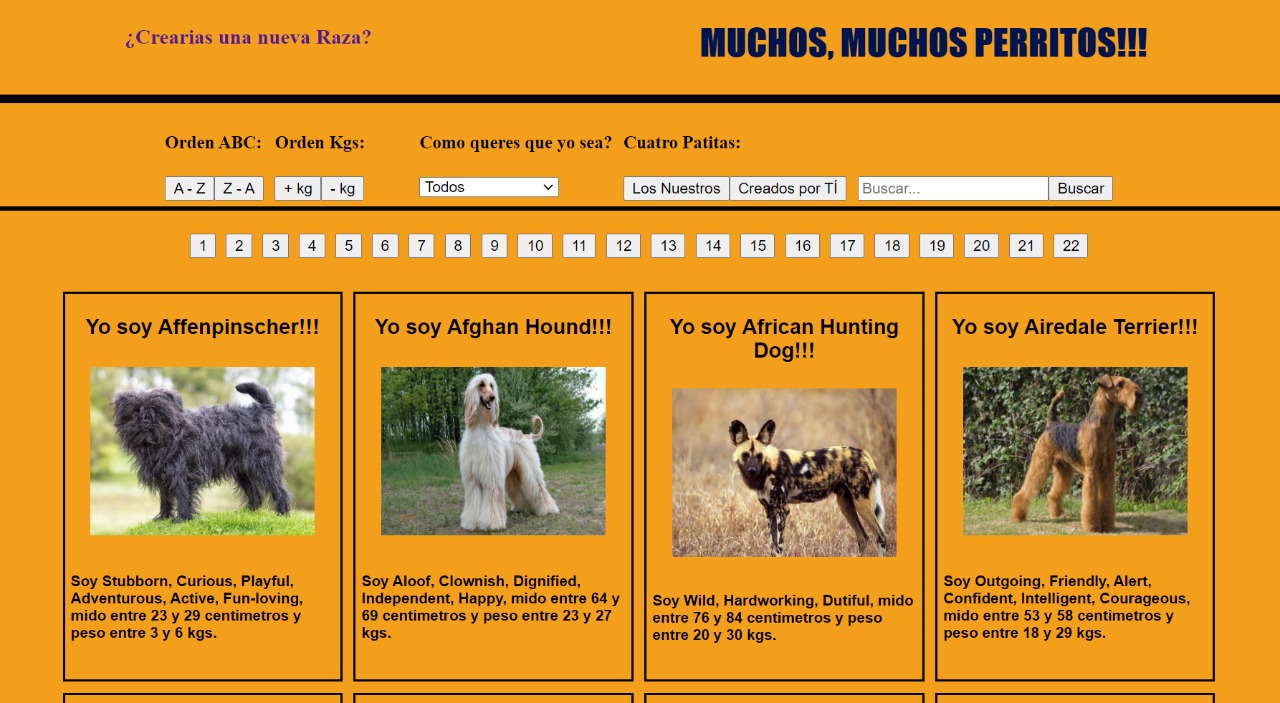 ¿Crearias una nueva Raza?
MUCHOS, MUCHOS PERRITOS!!!
Orden ABC: Orden Kgs: Como queres que yo sea? Cuatro Patitas:
A - Z Z - A + kg - kg Todos Los Nuestros Creados por TÍ Buscar... Buscar
1 2 3 4 5 6 7 8 9 10 11 12 13 14 15 16 17 18 19 20 21 22
Yo soy Affenpinscher!!!
Soy Stubborn, Curious, Playful,
Adventurous, Active, Fun-loving,
mido entre 23 y 29 centimetros y
peso entre 3 y 6 kgs.
Yo soy Afghan Hound!!!
Soy Aloof, Clownish, Dignified,
Independent, Happy, mido entre 64 y
69 centimetros y peso entre 23 y 27
kgs.
Yo soy African Hunting
Dog!!!
Soy Wild, Hardworking, Dutiful, mido
entre 76 y 84 centimetros y peso
entre 20 y 30 kgs.
Yo soy Airedale Terrier!!!
Soy Outgoing, Friendly, Alert,
Confident, Intelligent, Courageous,
mido entre 53 y 58 centimetros y
peso entre 18 y 29 kgs.